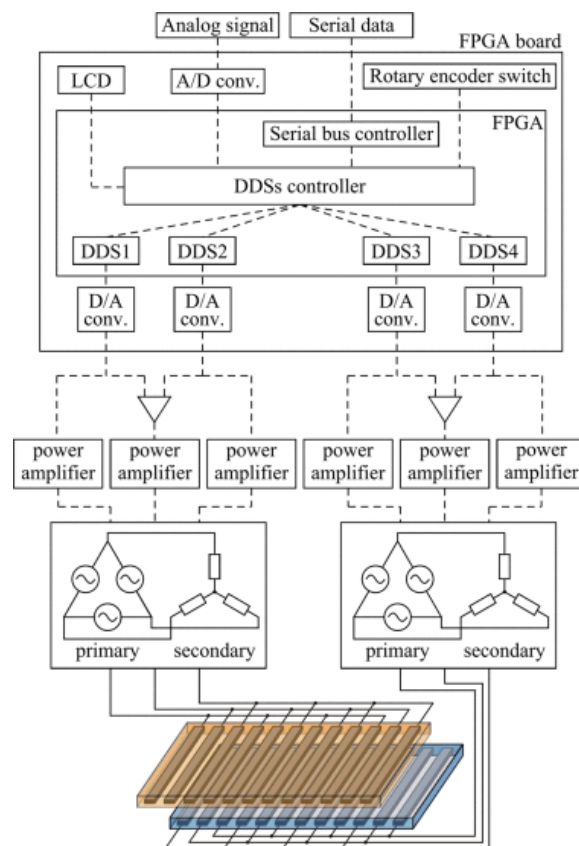 Analog signal
Serial data
FPGA board
LCD
A/D conv.
Rotary encoder switch
FPGA
Serial bus controller
DDSs controller
DDS1
DDS2
DDS3
DDS4
D/A
conv.
D/A
conv.
D/A
conv.
D/A
conv.
power
amplifier
power
amplifier
power
amplifier
power
amplifier
power
amplifier
power
amplifier
primary
secondary
primary
secondary